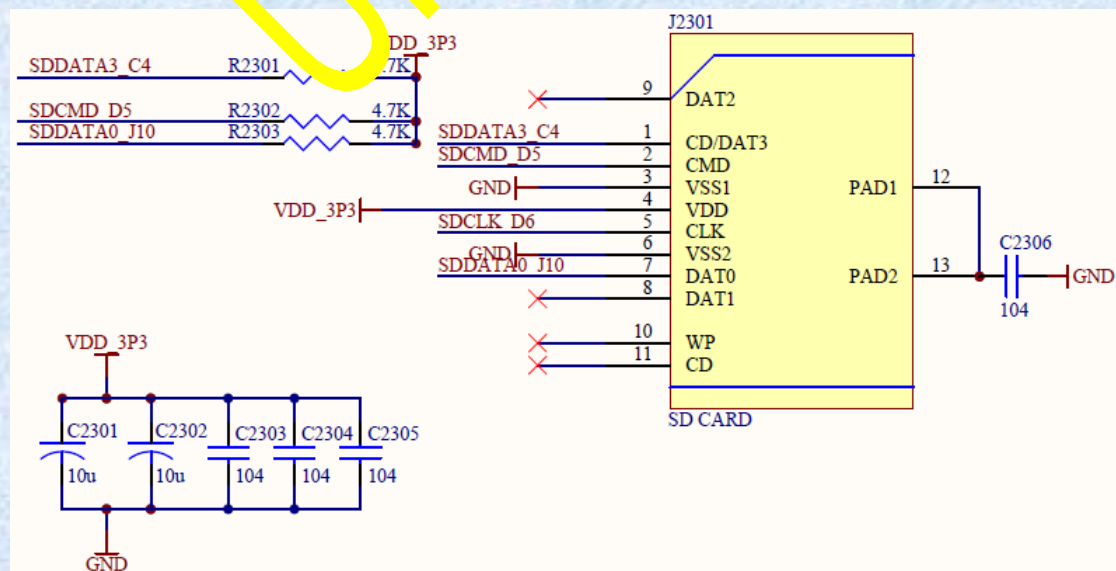 J2301
SDDATA3_C4 R2301
SDCMD_D5 R2302 4.7K
SDDATA0_J10 R2303 4.7K
9 DAT2
SDDATA3_C4 1 CD/DAT3
SDCMD_D5 2 CMD
GND 3 VSS1 PAD1 12
VDD_3P3 4 VDD
SDCLK_D6 5 CLK
GND 6 VSS2
SDDATA0_J10 7 DAT0 PAD2 13
8 DAT1
C2306
GND
104
10 WP
11 CD
SD CARD
VDD_3P3
C2301 C2302 C2303 C2304 C2305
10u 10u 104 104 104
GND